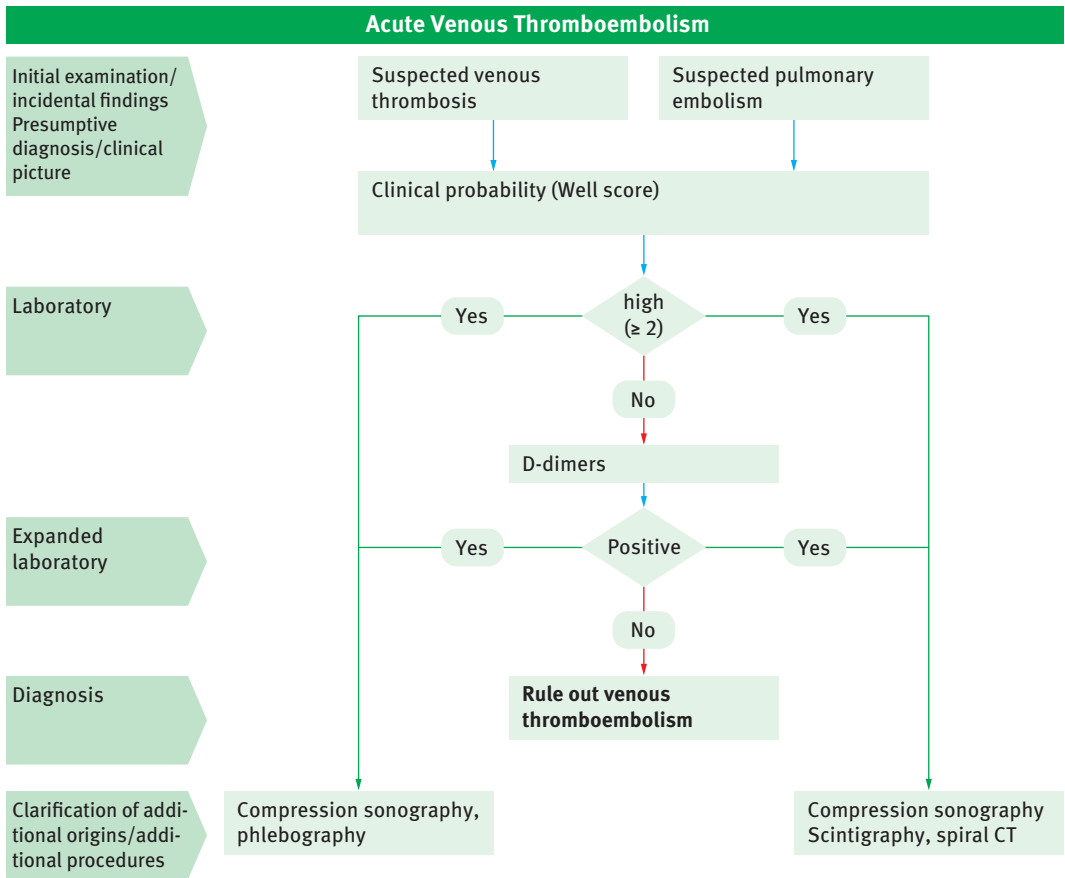 Acute Venous Thromboembolism
Initial examination/
incidental findings
Presumptive
diagnosis/clinical
picture
Suspected venous
thrombosis
Suspected pulmonary
embolism
Clinical probability (Well score)
Laboratory
Yes
high
(≥ 2)
Yes
No
D-dimers
Expanded
laboratory
Yes
Positive
Yes
No
Diagnosis
Rule out venous
thromboembolism
Clarification of addi-
tional origins/addi-
tional procedures
Compression sonography,
phlebography
Compression sonography
Scintigraphy, spiral CT